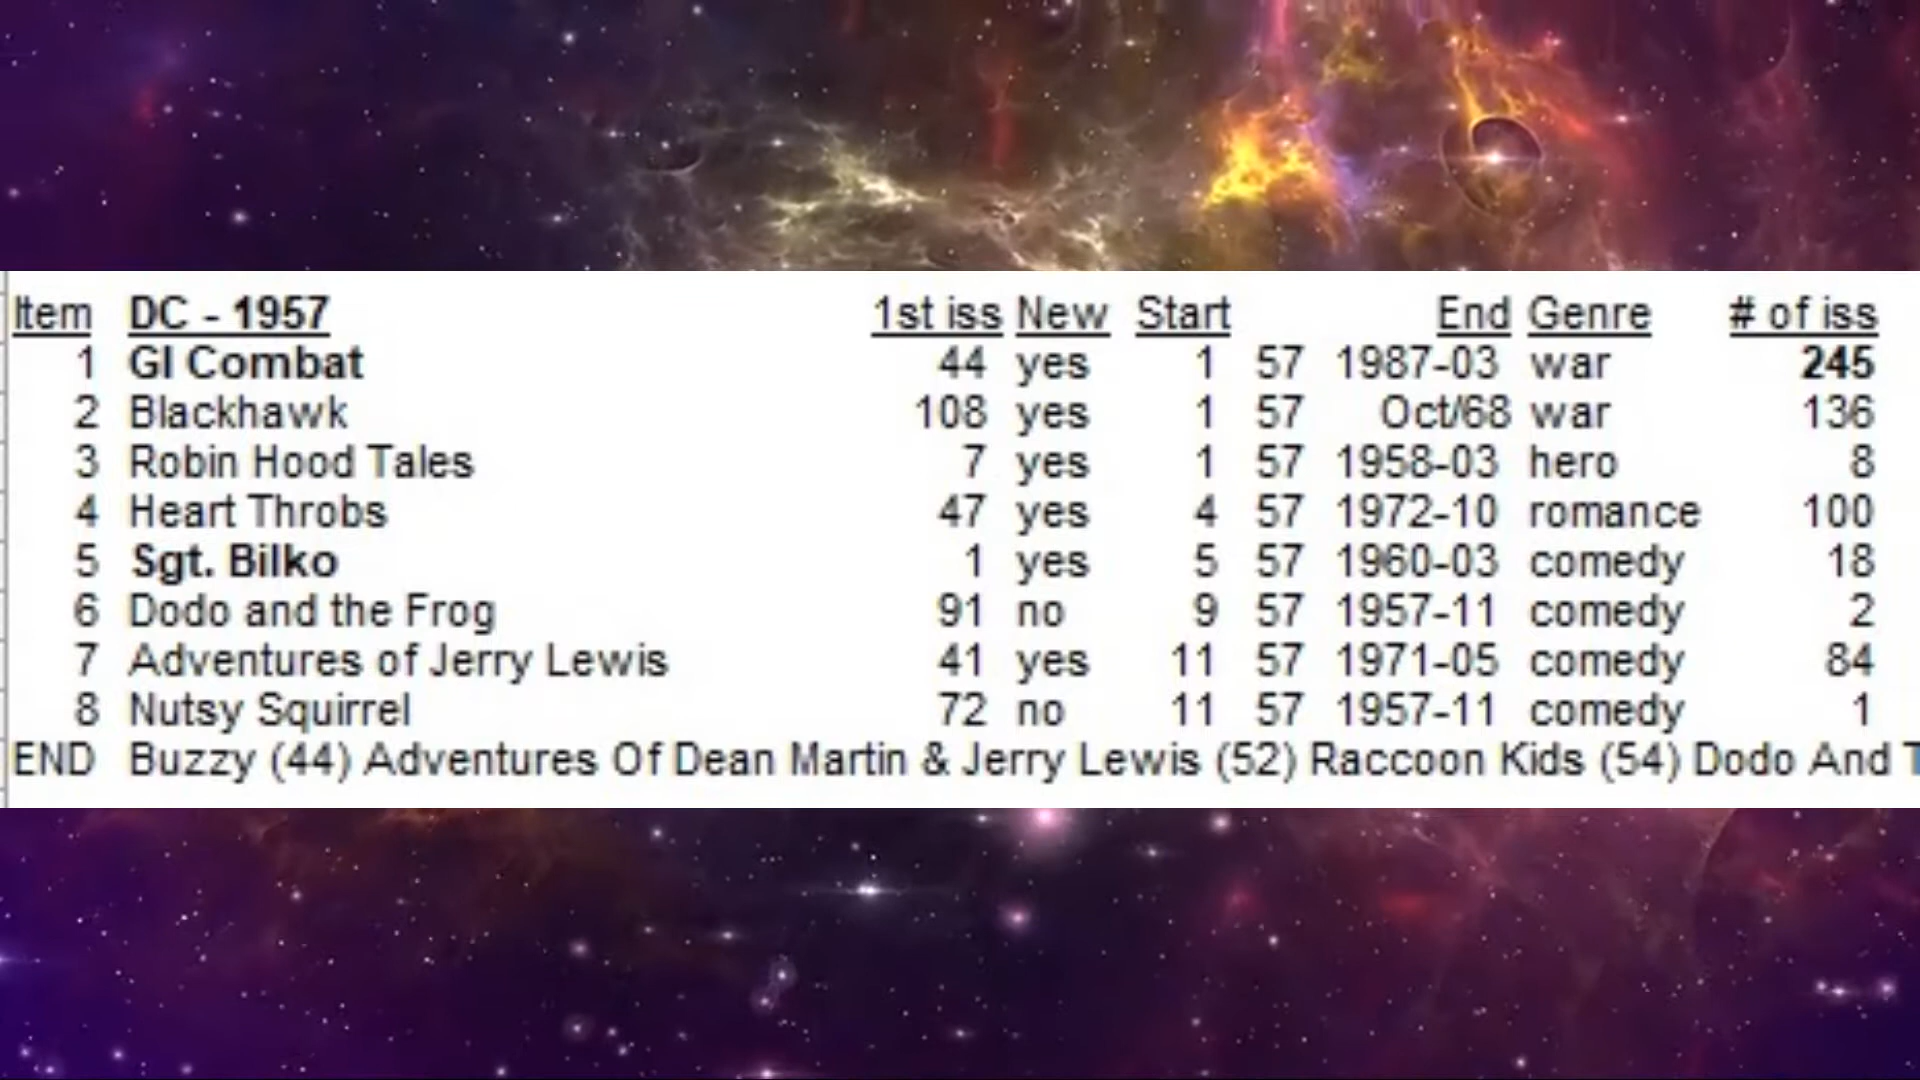 Item DC - 1957 1st iss New Start End Genre # of iss
1 GI Combat 44 yes 1 57 1987-03 war 245
2 Blackhawk 108 yes 1 57 Oct/68 war 136
3 Robin Hood Tales 7 yes 1 57 1958-03 hero 8
4 Heart Throbs 47 yes 4 57 1972-10 romance 100
5 Sgt. Bilko 1 yes 5 57 1960-03 comedy 18
6 Dodo and the Frog 91 no 9 57 1957-11 comedy 2
7 Adventures of Jerry Lewis 41 yes 11 57 1971-05 comedy 84
8 Nutsy Squirrel 72 no 11 57 1957-11 comedy 1
END Buzzy (44) Adventures Of Dean Martin & Jerry Lewis (52) Raccoon Kids (54) Dodo And